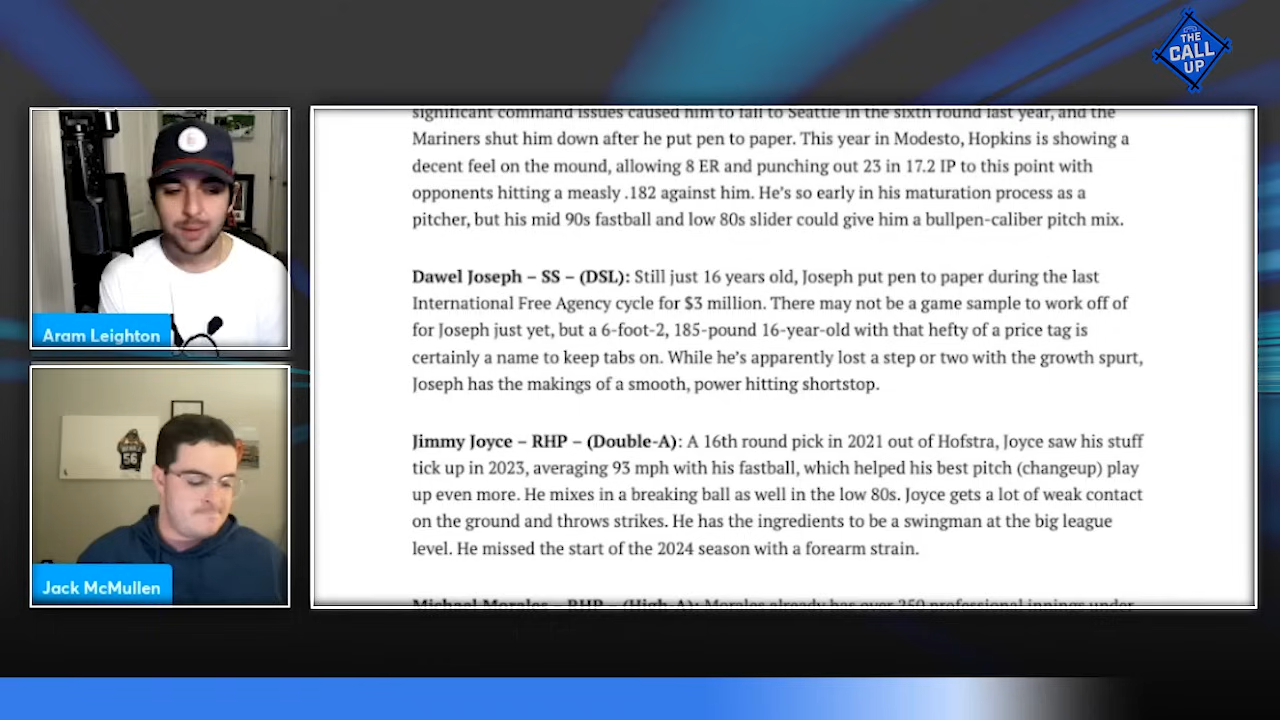 THE
CALL
UP
significant command issues caused him to fall to Seattle in the sixth round last year, and the
Mariners shut him down after he put pen to paper. This year in Modesto, Hopkins is showing a
decent feel on the mound, allowing 8 ER and punching out 23 in 17.2 IP to this point with
opponents hitting a measly .182 against him. He's so early in his maturation process as a
pitcher, but his mid 90s fastball and low 80s slider could give him a bullpen-caliber pitch mix.
Dawel Joseph – SS – (DSL): Still just 16 years old, Joseph put pen to paper during the last
International Free Agency cycle for $3 million. There may not be a game sample to work off of
for Joseph just yet, but a 6-foot-2, 185-pound 16-year-old with that hefty of a price tag is
certainly a name to keep tabs on. While he's apparently lost a step or two with the growth spurt,
Joseph has the makings of a smooth, power hitting shortstop.
Jimmy Joyce – RHP – (Double-A): A 16th round pick in 2021 out of Hofstra, Joyce saw his stuff
tick up in 2023, averaging 93 mph with his fastball, which helped his best pitch (changeup) play
up even more. He mixes in a breaking ball as well in the low 80s. Joyce gets a lot of weak contact
on the ground and throws strikes. He has the ingredients to be a swingman at the big league
level. He missed the start of the 2024 season with a forearm strain.
Michael Morales – RHP – (High-A): Morales already has over 250 professional innings under
Aram Leighton
56
Jack McMullen